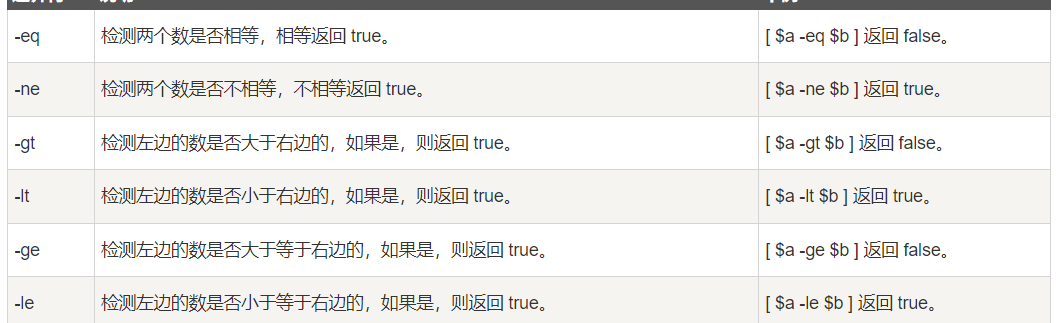 -eq 检测两个数是否相等，相等返回 true。 [ $a -eq $b ] 返回 false。
-ne 检测两个数是否不相等，不相等返回 true。 [ $a -ne $b ] 返回 true。
-gt 检测左边的数是否大于右边的，如果是，则返回 true。 [ $a -gt $b ] 返回 false。
-lt 检测左边的数是否小于右边的，如果是，则返回 true。 [ $a -lt $b ] 返回 true。
-ge 检测左边的数是否大于等于右边的，如果是，则返回 true。 [ $a -ge $b ] 返回 false。
-le 检测左边的数是否小于等于右边的，如果是，则返回 true。 [ $a -le $b ] 返回 true。